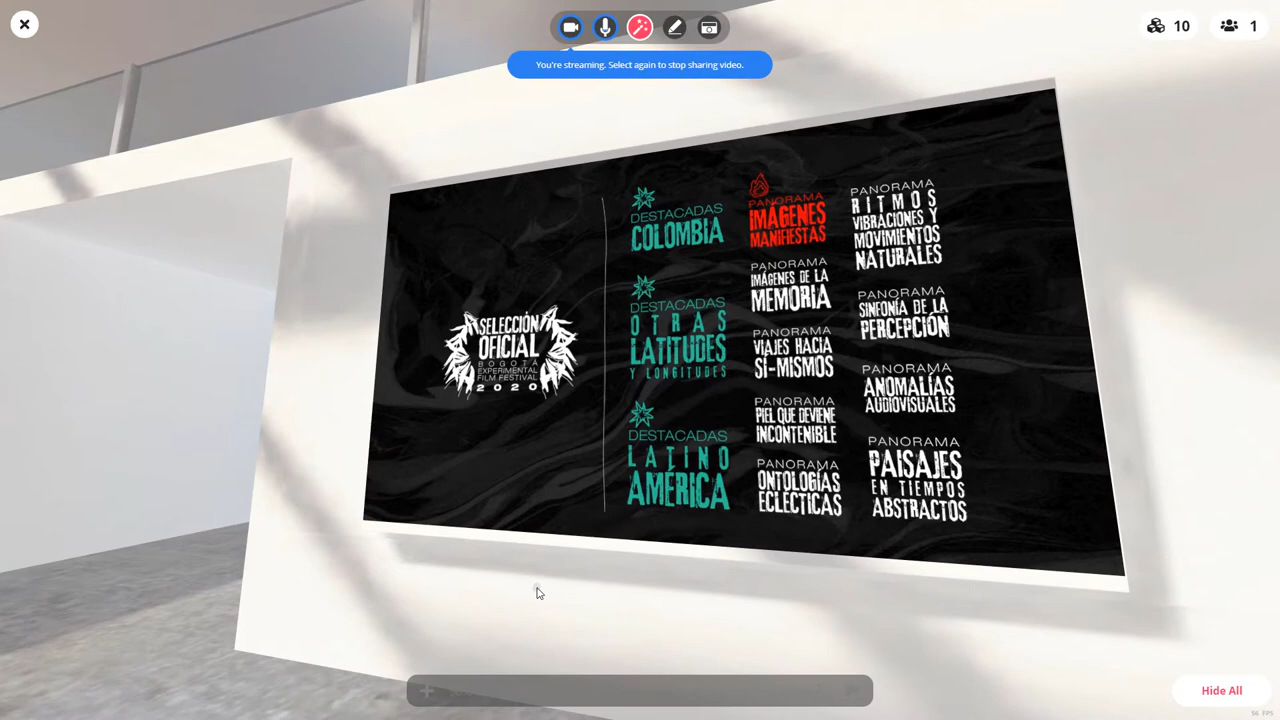 10
1
You're streaming. Select again to stop sharing video.
SELECCIÓN
OFICIAL
BOGOTÁ
EXPERIMENTAL
FILM FESTIVAL
2020
DESTACADAS
COLOMBIA
DESTACADAS
OTRAS
LATITUDES
Y LONGITUDES
DESTACADAS
LATINO
AMÉRICA
PANORAMA
IMÁGENES
MANIFIESTAS
PANORAMA
IMÁGENES DE LA
MEMORIA
PANORAMA
VIAJES HACIA
SÍ-MISMOS
PANORAMA
PIEL QUE DEVIENE
INCONTENIBLE
PANORAMA
ONTOLOGÍAS
ECLÉCTICAS
PANORAMA
RITMOS
VIBRACIONES Y
MOVIMIENTOS
NATURALES
PANORAMA
SINFONÍA DE LA
PERCEPCIÓN
PANORAMA
ANOMALÍAS
AUDIOVISUALES
PANORAMA
PAISAJES
EN TIEMPOS
ABSTRACTOS
Hide All
56 FPS